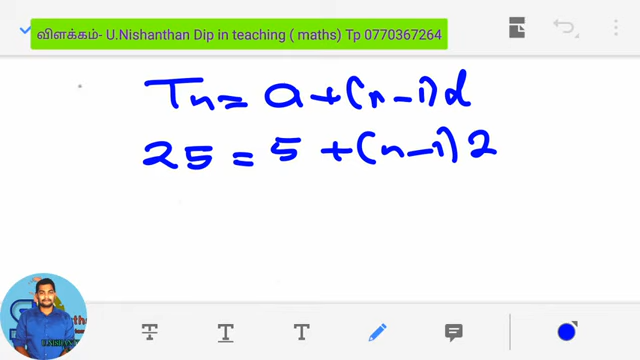 விளக்கம்- U.Nishanthan Dip in teaching ( maths) Tp 0770367264
Tn = a + (n - 1) d
25 = 5 + (n - 1) 2
T T T